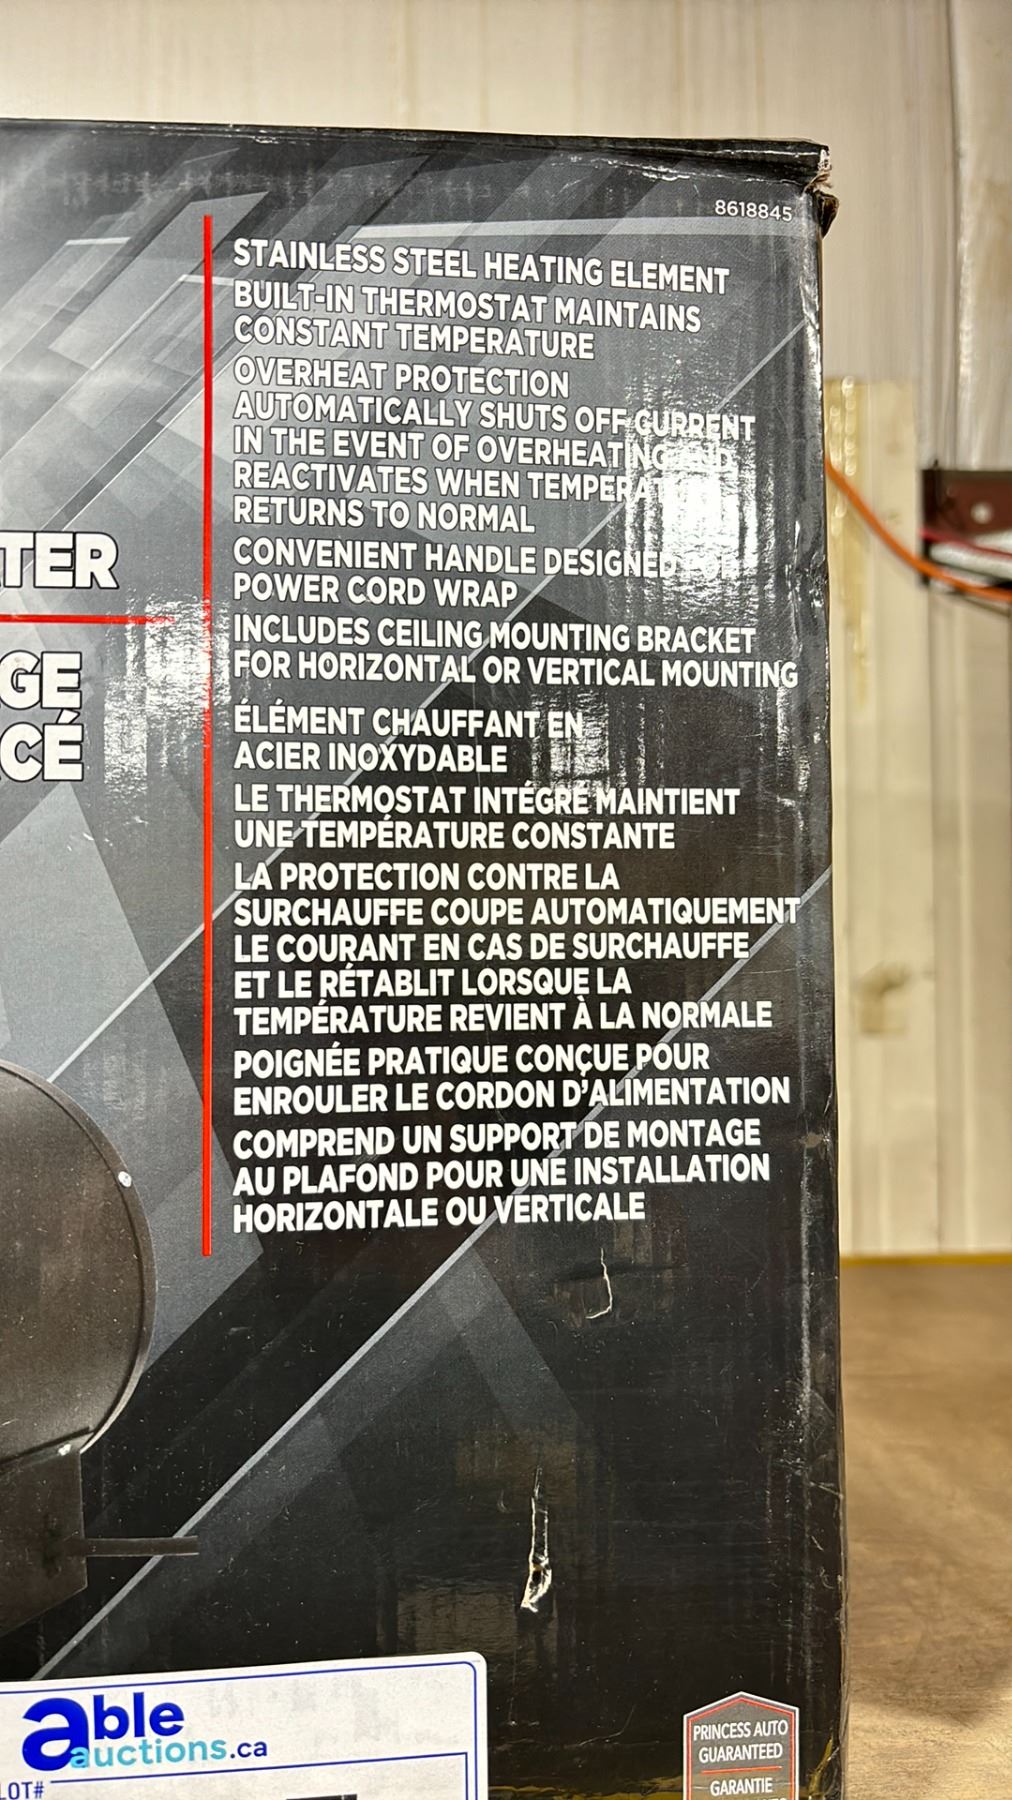 8618845
STAINLESS STEEL HEATING ELEMENT
BUILT-IN THERMOSTAT MAINTAINS
CONSTANT TEMPERATURE
OVERHEAT PROTECTION
AUTOMATICALLY SHUTS OFF CURRENT
IN THE EVENT OF OVERHEATING AND
REACTIVATES WHEN
RETURNS TO NORMAL
CONVENIENT HANDLE DESIGNED
POWER CORD WRAP
INCLUDES CEILING MOUNTING BRACKET
FOR HORIZONTAL OR VERTICAL MOUNTING
ÉLÉMENT CHAUFFANT EN
ACIER INOXYDABLE
LE THERMOSTAT INTÉGRÉ MAINTIENT
UNE TEMPÉRATURE CONSTANTE
LA PROTECTION CONTRE LA
SURCHAUFFE COUPE AUTOMATIQUEMENT
LE COURANT EN CAS DE SURCHAUFFE
ET LE RÉTABLIT LORSQUE LA
TEMPÉRATURE REVIENT À LA NORMALE
POIGNÉE PRATIQUE CONÇUE POUR
ENROULER LE CORDON D'ALIMENTATION
COMPREND UN SUPPORT DE MONTAGE
AU PLAFOND POUR UNE INSTALLATION
HORIZONTALE OU VERTICALE
TER
GE
CÉ
able
auctions.ca
LOT#
PRINCESS AUTO
GUARANTEED
GARANTIE